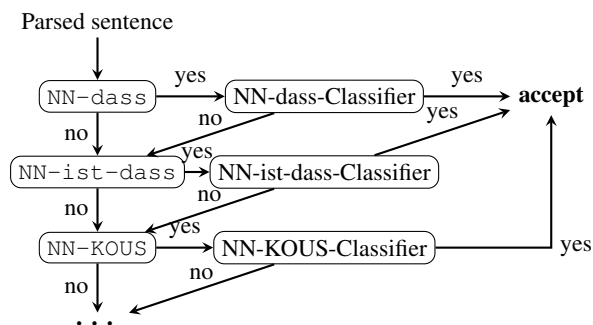 Parsed sentence
NN-dass yes NN-dass-Classifier yes accept
no no yes
NN-ist-dass yes NN-ist-dass-Classifier
no no
NN-KOUS yes NN-KOUS-Classifier yes
no no
...